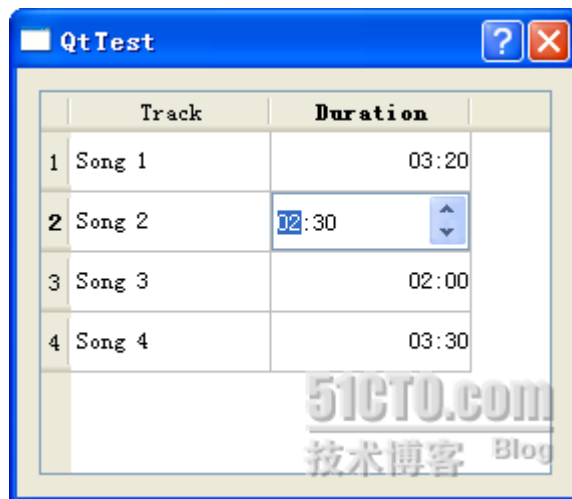 QtTest
Track Duration
1 Song 1 03:20
2 Song 2 02:30
3 Song 3 02:00
4 Song 4 03:30
51CTO.com
技术博客 Blog